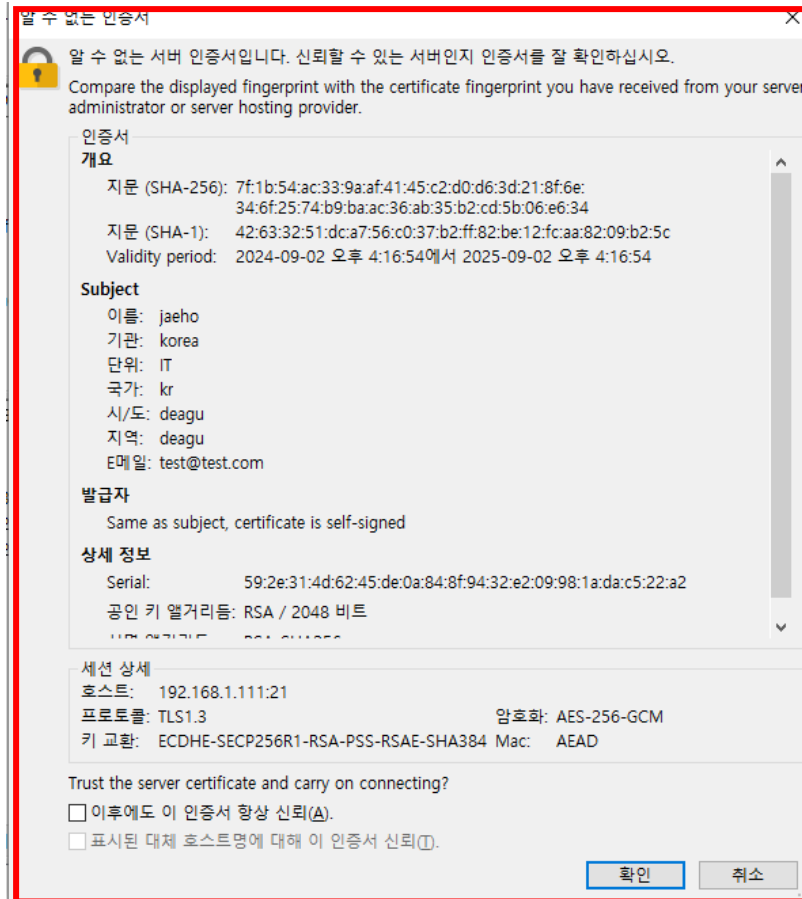 알 수 없는 인증서
알 수 없는 서버 인증서입니다. 신뢰할 수 있는 서버인지 인증서를 잘 확인하십시오.
Compare the displayed fingerprint with the certificate fingerprint you have received from your server
administrator or server hosting provider.
인증서
개요
지문 (SHA-256): 7f:1b:54:ac:33:9a:af:41:45:c2:d0:d6:3d:21:8f:6e:
34:6f:25:74:b9:ba:ac:36:ab:35:b2:cd:5b:06:e6:34
지문 (SHA-1): 42:63:32:51:dc:a7:56:c0:37:b2:ff:82:be:12:fc:aa:82:09:b2:5c
Validity period: 2024-09-02 오후 4:16:54에서 2025-09-02 오후 4:16:54
Subject
이름: jaeho
기관: korea
단위: IT
국가: kr
시/도: deagu
지역: deagu
E메일: test@test.com
발급자
Same as subject, certificate is self-signed
상세 정보
Serial: 59:2e:31:4d:62:45:de:0a:84:8f:94:32:e2:09:98:1a:da:c5:22:a2
공인 키 앨거리듬: RSA / 2048 비트
세션 상세
호스트: 192.168.1.111:21
프로토콜: TLS1.3 암호화: AES-256-GCM
키 교환: ECDHE-SECP256R1-RSA-PSS-RSAE-SHA384 Mac: AEAD
Trust the server certificate and carry on connecting?
이후에도 이 인증서 항상 신뢰(A).
표시된 대체 호스트명에 대해 이 인증서 신뢰(T).
확인 취소